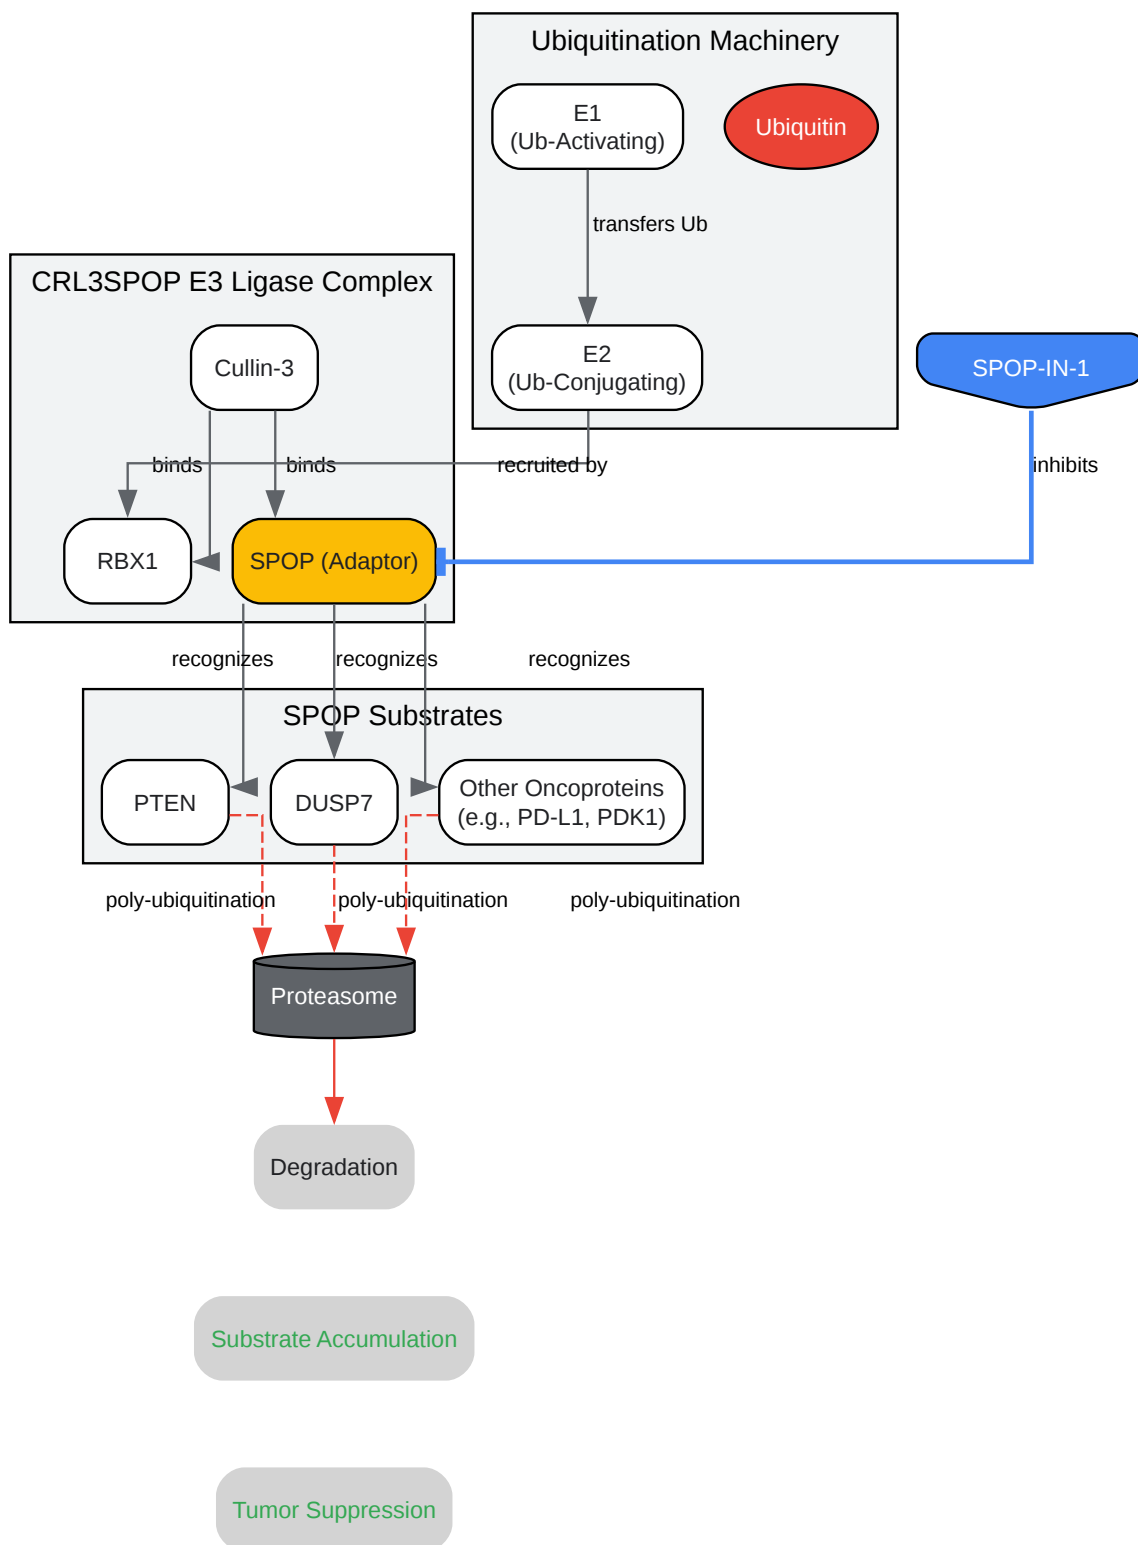 Ubiquitination Machinery
E1
(Ub-Activating)
Ubiquitin
transfers Ub
CRL3SPOP E3 Ligase Complex
Cullin-3
E2
(Ub-Conjugating)
SPOP-IN-1
binds
binds
recruited by
inhibits
RBX1
SPOP (Adaptor)
recognizes
recognizes
recognizes
SPOP Substrates
PTEN
DUSP7
Other Oncoproteins
(e.g., PD-L1, PDK1)
poly-ubiquitination
poly-ubiquitination
poly-ubiquitination
Proteasome
Degradation
Substrate Accumulation
Tumor Suppression